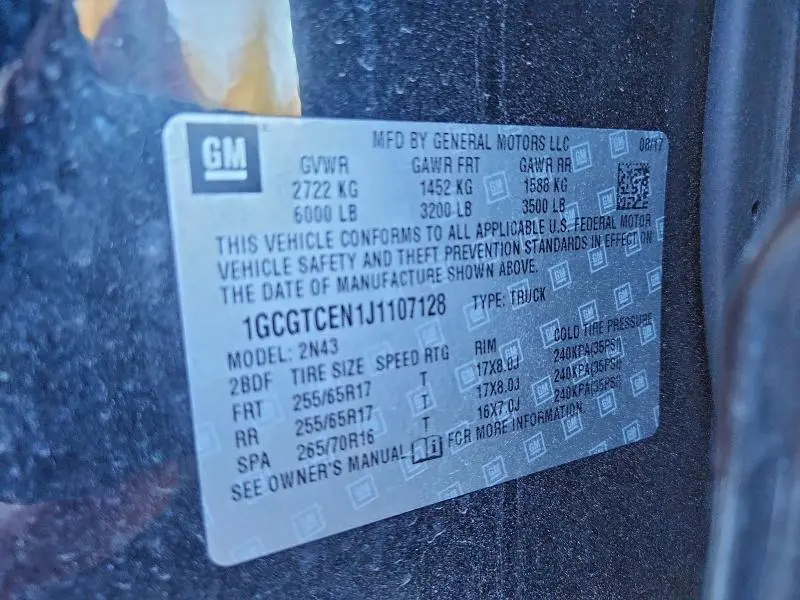 GM
MFD BY GENERAL MOTORS LLC 08/17
GVWR GAWR FRT GAWR RR
2722 KG 1452 KG 1588 KG
6000 LB 3200 LB 3500 LB
THIS VEHICLE CONFORMS TO ALL APPLICABLE U.S. FEDERAL MOTOR
VEHICLE SAFETY AND THEFT PREVENTION STANDARDS IN EFFECT ON
THE DATE OF MANUFACTURE SHOWN ABOVE.
1GCGTCEN1J1107128 TYPE: TRUCK
MODEL: 2N43
2BDF TIRE SIZE SPEED RTG RIM COLD TIRE PRESSURE
FRT 255/65R17 T 17X8.0J 240KPA(35PSI)
RR 255/65R17 T 17X8.0J 240KPA(35PSI)
SPA 265/70R16 T 16X7.0J 240KPA(35PSI)
SEE OWNER'S MANUAL FOR MORE INFORMATION.